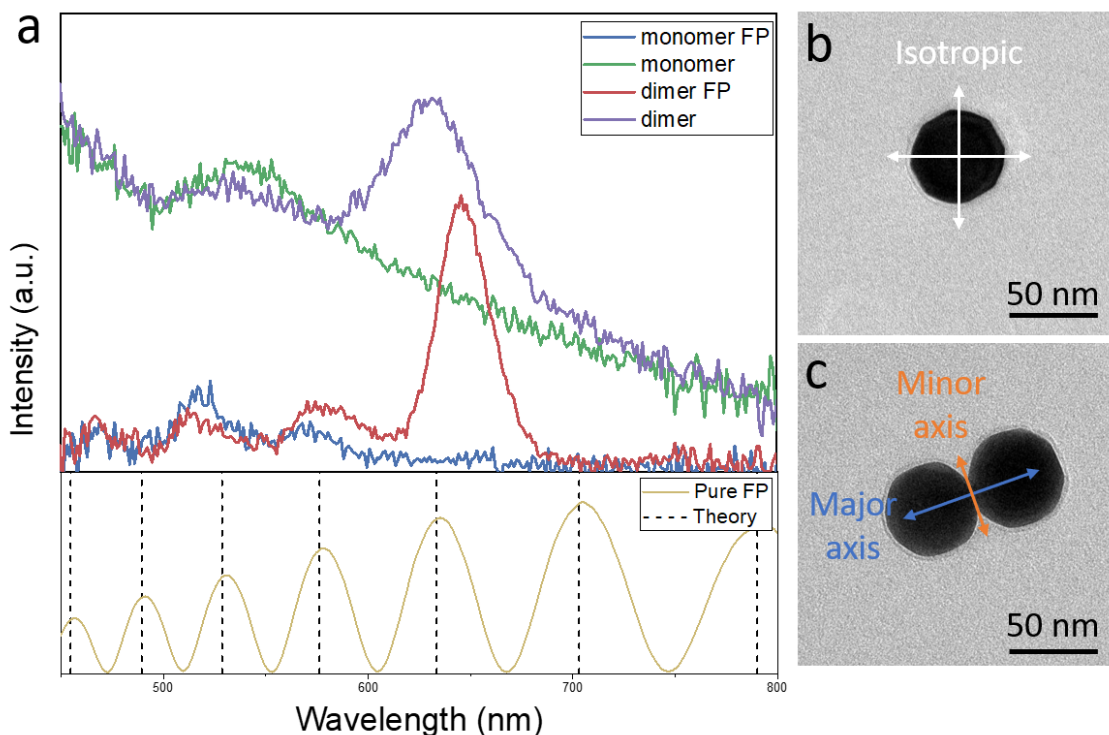 a
monomer FP
monomer
dimer FP
dimer
Intensity (a.u.)
Pure FP
Theory
500
600
700
800
Wavelength (nm)
b
Isotropic
50 nm
c
Minor
axis
Major
axis
50 nm